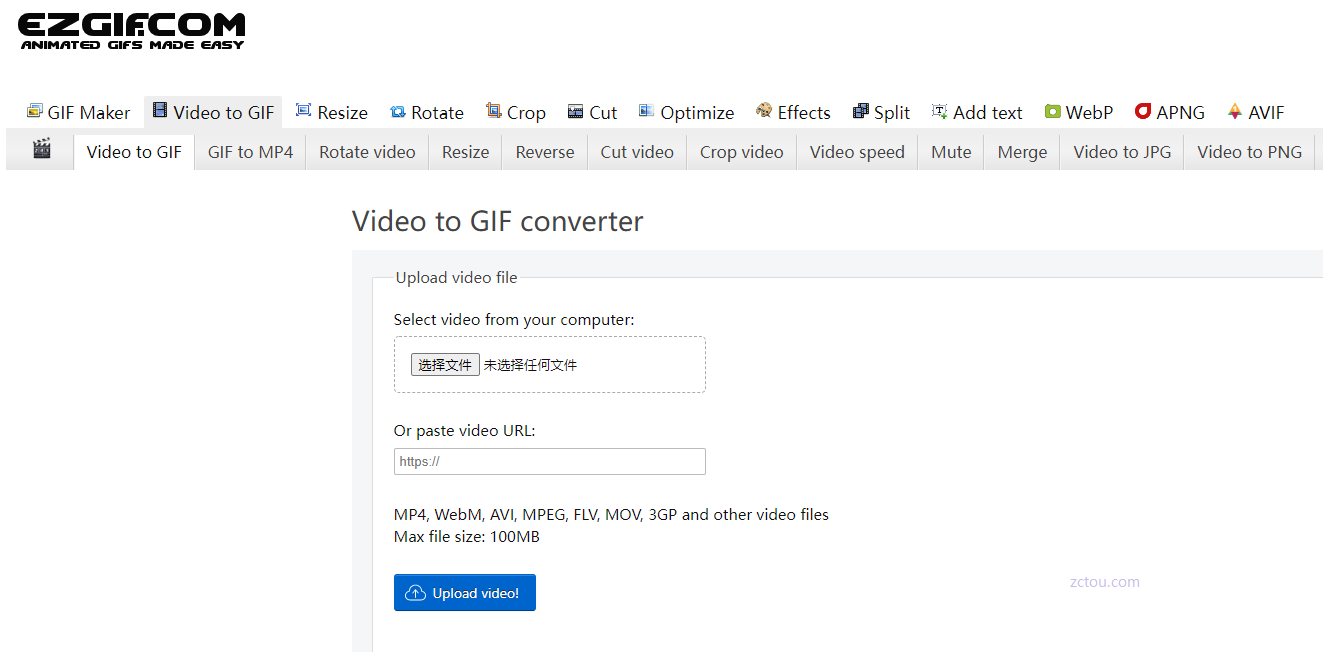 EZGIF.COM
ANIMATED GIFS MADE EASY
GIF Maker Video to GIF Resize Rotate Crop Cut Optimize Effects Split Add text WebP APNG AVIF
Video to GIF GIF to MP4 Rotate video Resize Reverse Cut video Crop video Video speed Mute Merge Video to JPG Video to PNG
Video to GIF converter
Upload video file
Select video from your computer:
选择文件 未选择任何文件
Or paste video URL:
https://
MP4, WebM, AVI, MPEG, FLV, MOV, 3GP and other video files
Max file size: 100MB
zctou.com
Upload video!